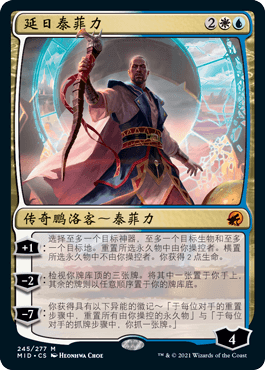 延日泰菲力 2
传奇鹏洛客~泰菲力
+1: 选择至多一个目标神器,至多一个目标生物和至多
一个目标地。重置所选永久物中由你操控者。横置
所选永久物中不由你操控者。你获得2点生命。
-2: 检视你牌库顶的三张牌。将其中一张置于你手上,
其余的牌则以任意顺序置于你的牌库底。
-7: 你获得具有以下异能的徽记~「于每位对手的重置
步骤中,重置所有由你操控的永久物」与「于每位
对手的抓牌步骤中,你抓一张牌。」
4
245/277 M
MID • CS HEONHWA CHOE
™ & © 2021 Wizards of the Coast